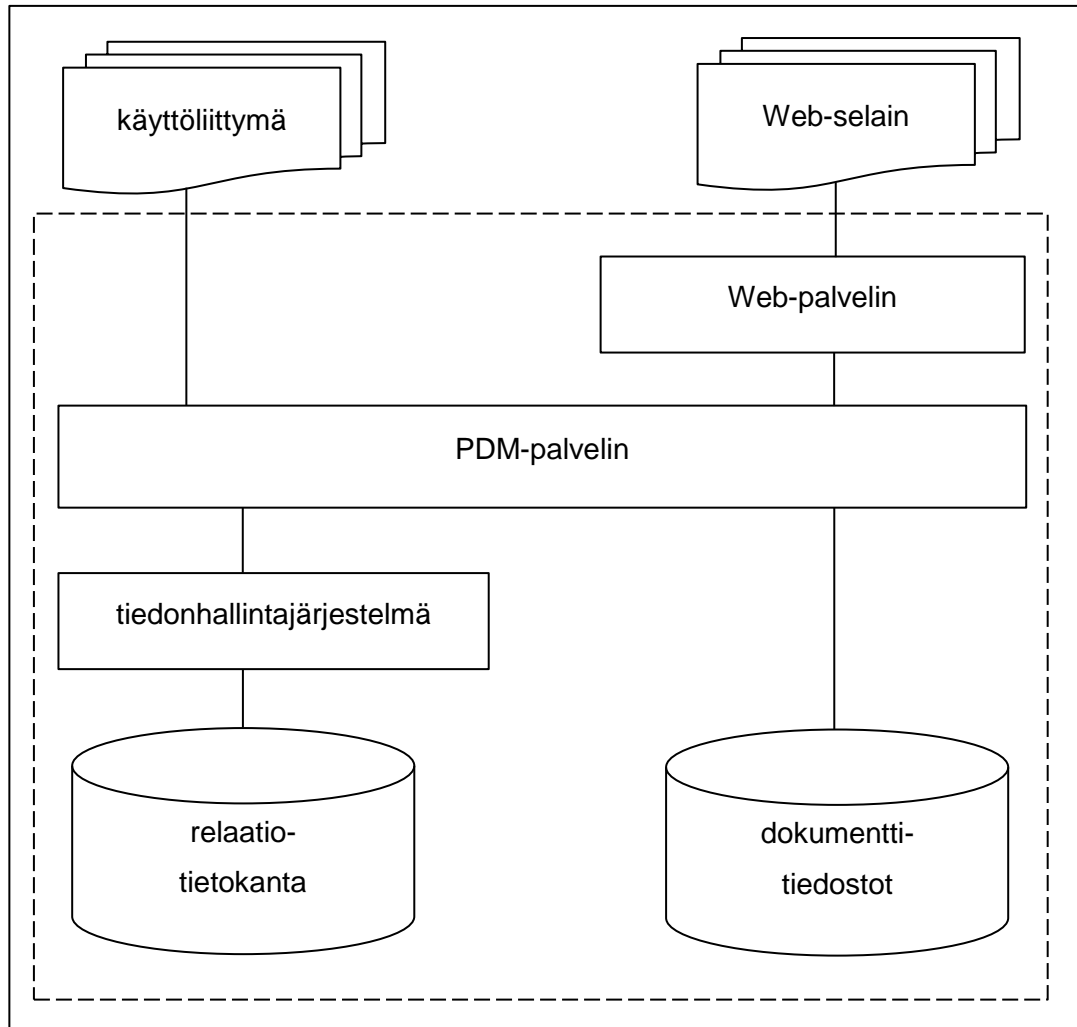 käyttöliittymä
Web-selain
Web-palvelin
PDM-palvelin
tiedonhallintajärjestelmä
relaatio-
tietokanta
dokumentti-
tiedostot